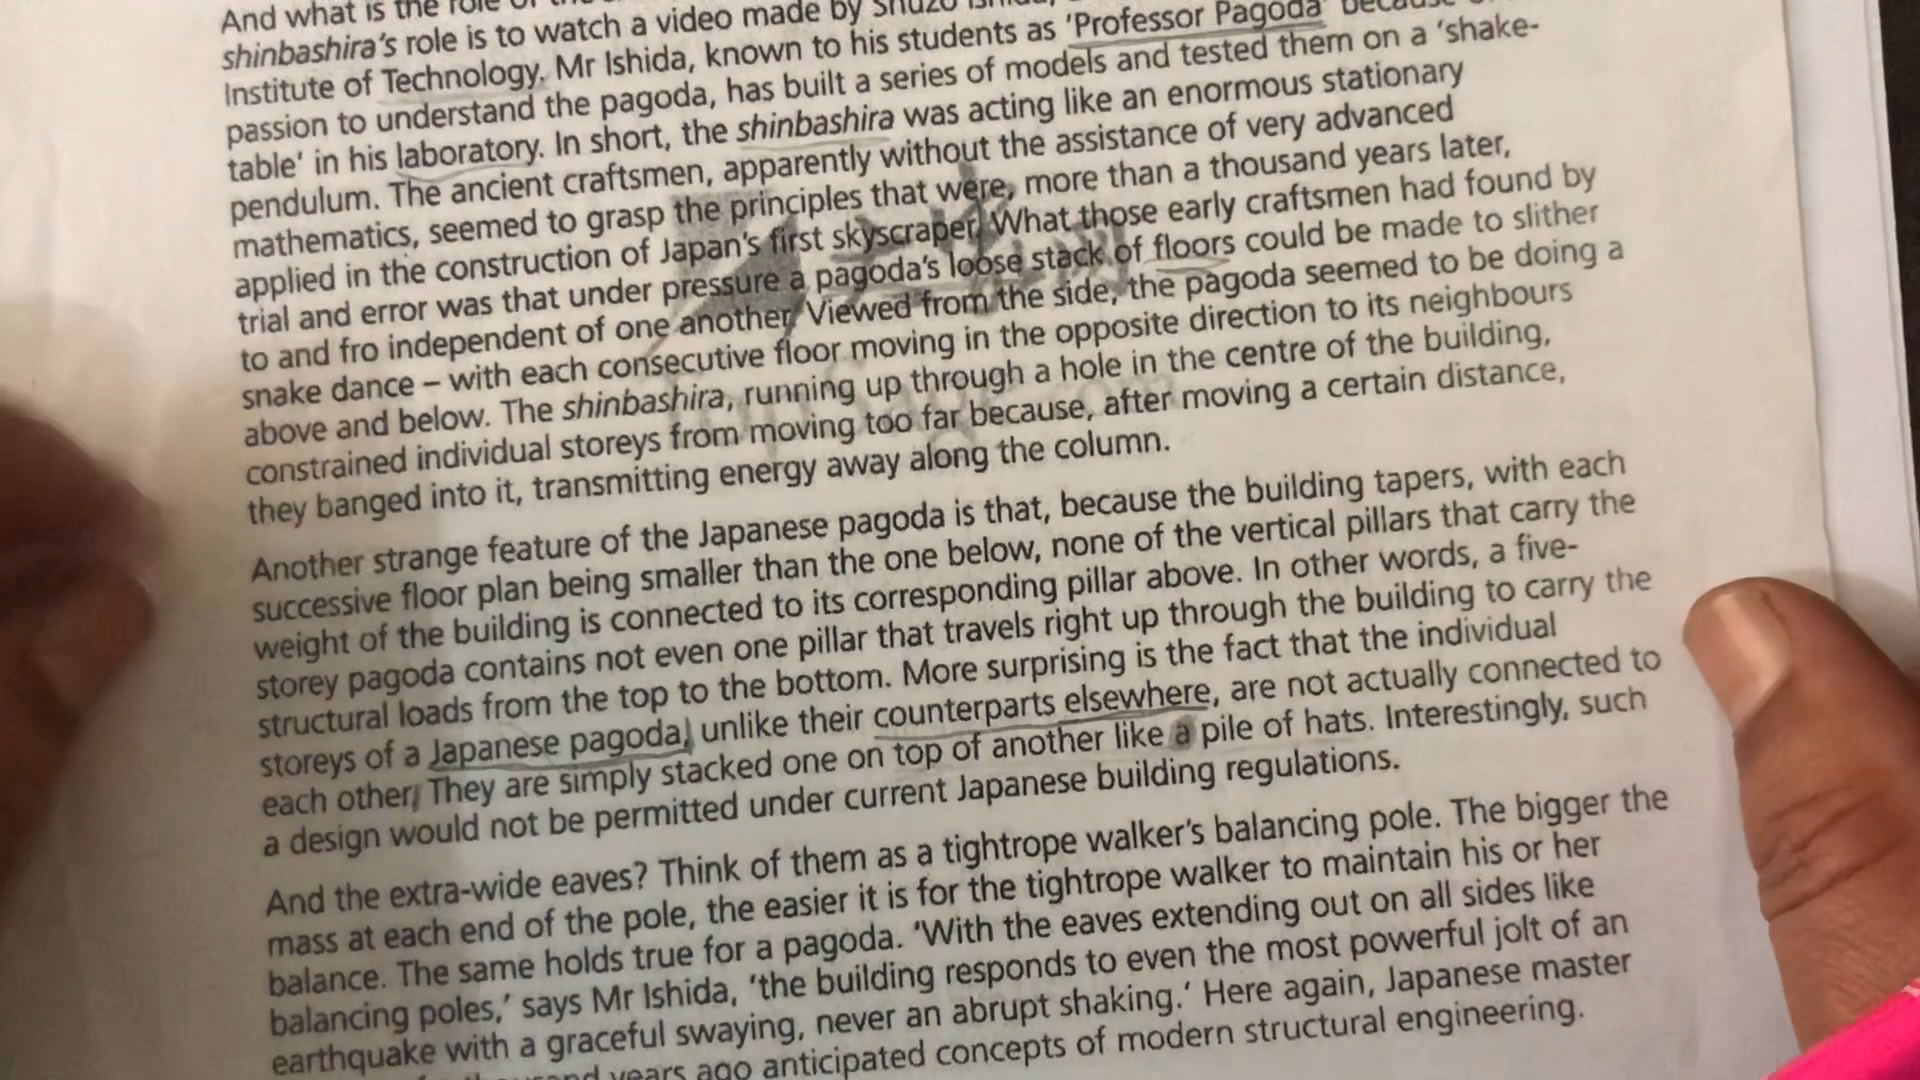 And what is the role of the
shinbashira's role is to watch a video made by Shuzo Ishida,
Institute of Technology. Mr Ishida, known to his students as 'Professor Pagoda' because
passion to understand the pagoda, has built a series of models and tested them on a 'shake-
table' in his laboratory. In short, the shinbashira was acting like an enormous stationary
pendulum. The ancient craftsmen, apparently without the assistance of very advanced
mathematics, seemed to grasp the principles that were, more than a thousand years later,
applied in the construction of Japan's first skyscraper. What those early craftsmen had found by
trial and error was that under pressure a pagoda's loose stack of floors could be made to slither
to and fro independent of one another. Viewed from the side, the pagoda seemed to be doing a
snake dance – with each consecutive floor moving in the opposite direction to its neighbours
above and below. The shinbashira, running up through a hole in the centre of the building,
constrained individual storeys from moving too far because, after moving a certain distance,
they banged into it, transmitting energy away along the column.
Another strange feature of the Japanese pagoda is that, because the building tapers, with each
successive floor plan being smaller than the one below, none of the vertical pillars that carry the
weight of the building is connected to its corresponding pillar above. In other words, a five-
storey pagoda contains not even one pillar that travels right up through the building to carry the
structural loads from the top to the bottom. More surprising is the fact that the individual
storeys of a Japanese pagoda, unlike their counterparts elsewhere, are not actually connected to
each other. They are simply stacked one on top of another like a pile of hats. Interestingly, such
a design would not be permitted under current Japanese building regulations.
And the extra-wide eaves? Think of them as a tightrope walker's balancing pole. The bigger the
mass at each end of the pole, the easier it is for the tightrope walker to maintain his or her
balance. The same holds true for a pagoda. 'With the eaves extending out on all sides like
balancing poles,' says Mr Ishida, 'the building responds to even the most powerful jolt of an
earthquake with a graceful swaying, never an abrupt shaking.' Here again, Japanese master
years ago anticipated concepts of modern structural engineering.